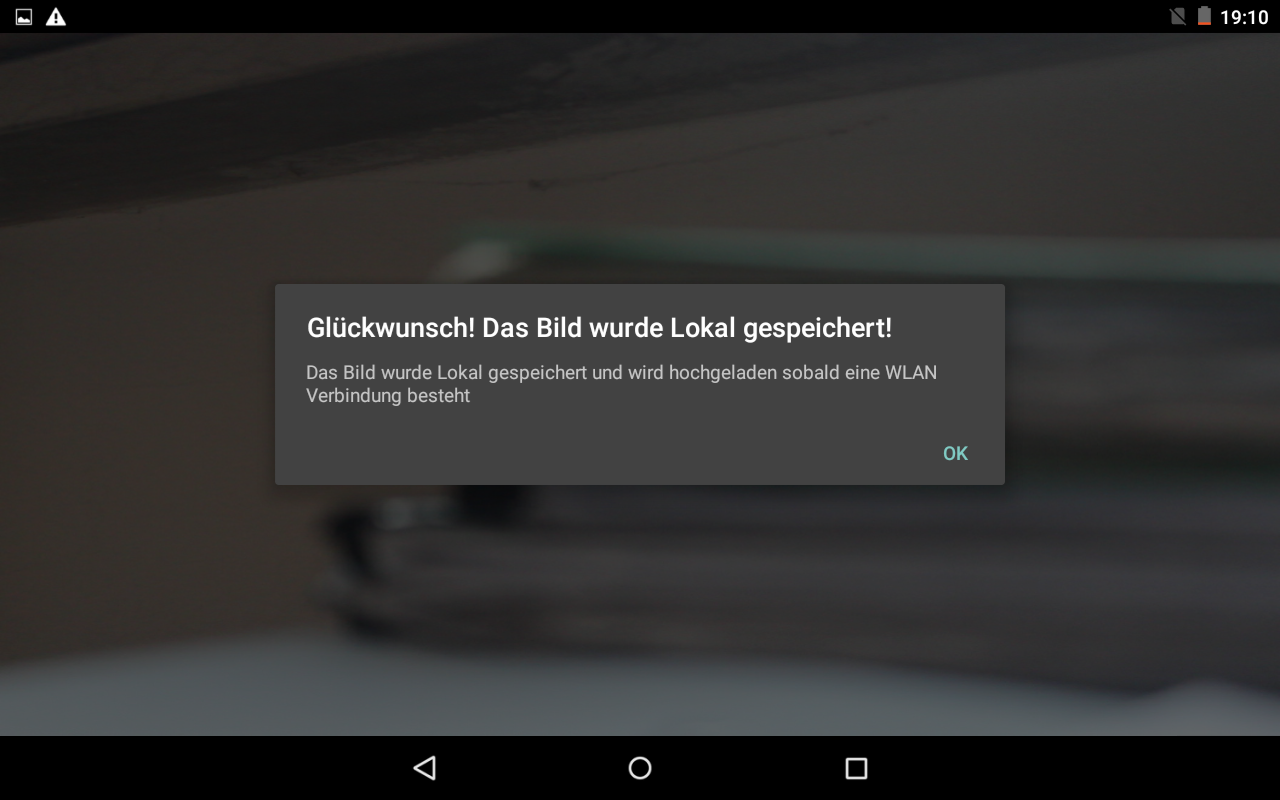 19:10
Glückwunsch! Das Bild wurde Lokal gespeichert!
Das Bild wurde Lokal gespeichert und wird hochgeladen sobald eine WLAN
Verbindung besteht
OK